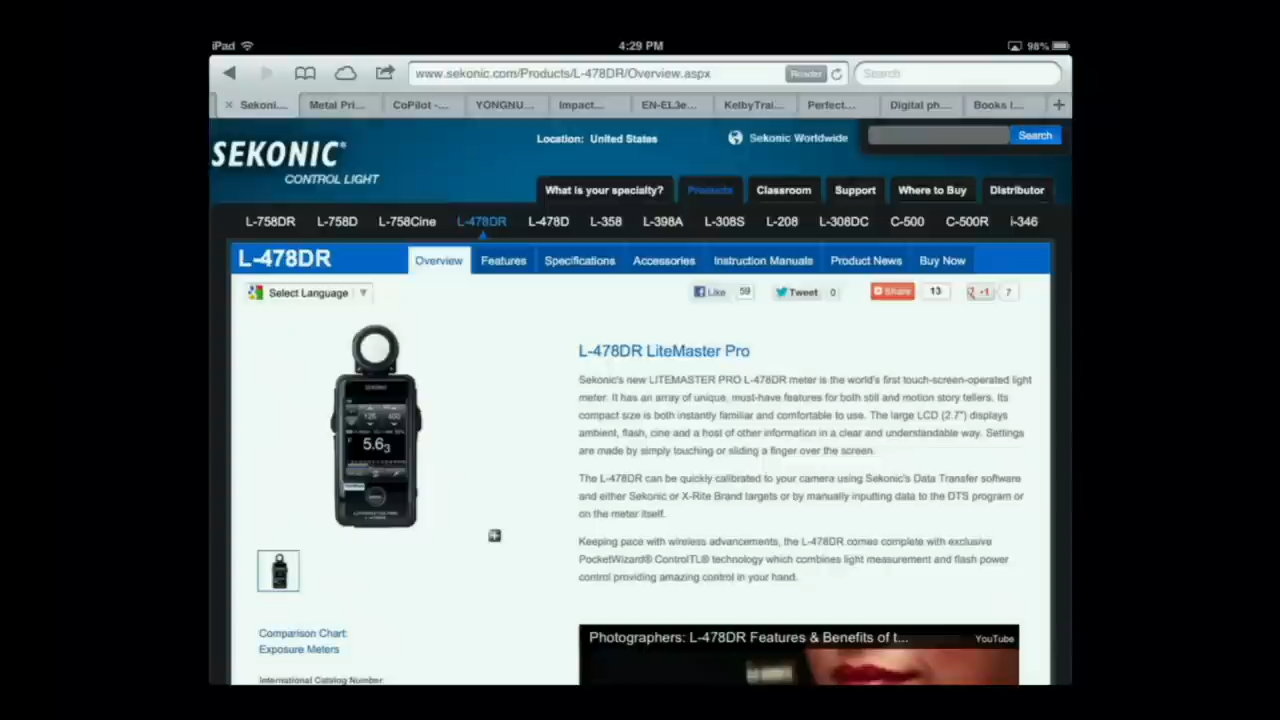 iPad
4:29 PM
98%
www.sekonic.com/Products/L-478DR/Overview.aspx
Reader
Search
Sekoni...
Metal Pri...
CoPilot -...
YONGNU...
Impact...
EN-EL3e...
KelbyTrai...
Perfect...
Digital ph...
Books I...
SEKONIC®
CONTROL LIGHT
Location: United States
Sekonic Worldwide
Search
What is your specialty?
Products
Classroom
Support
Where to Buy
Distributor
L-758DR
L-758D
L-758Cine
L-478DR
L-478D
L-358
L-398A
L-308S
L-208
L-308DC
C-500
C-500R
i-346
L-478DR
Overview
Features
Specifications
Accessories
Instruction Manuals
Product News
Buy Now
Select Language
Like
59
Tweet
0
Share
13
+1
7
SEKONIC
125
600
5.63
L-478DR LiteMaster Pro
Sekonic's new LITEMASTER PRO L-478DR meter is the world's first touch-screen-operated light
meter. It has an array of unique, must-have features for both still and motion story tellers. Its
compact size is both instantly familiar and comfortable to use. The large LCD (2.7") displays
ambient, flash, cine and a host of other information in a clear and understandable way. Settings
are made by simply touching or sliding a finger over the screen.
The L-478DR can be quickly calibrated to your camera using Sekonic's Data Transfer software
and either Sekonic or X-Rite Brand targets or by manually inputting data to the DTS program or
on the meter itself.
Keeping pace with wireless advancements, the L-478DR comes complete with exclusive
PocketWizard® ControlTL® technology which combines light measurement and flash power
control providing amazing control in your hand.
Comparison Chart:
Exposure Meters
International Catalog Number
Photographers: L-478DR Features & Benefits of t...
YouTube